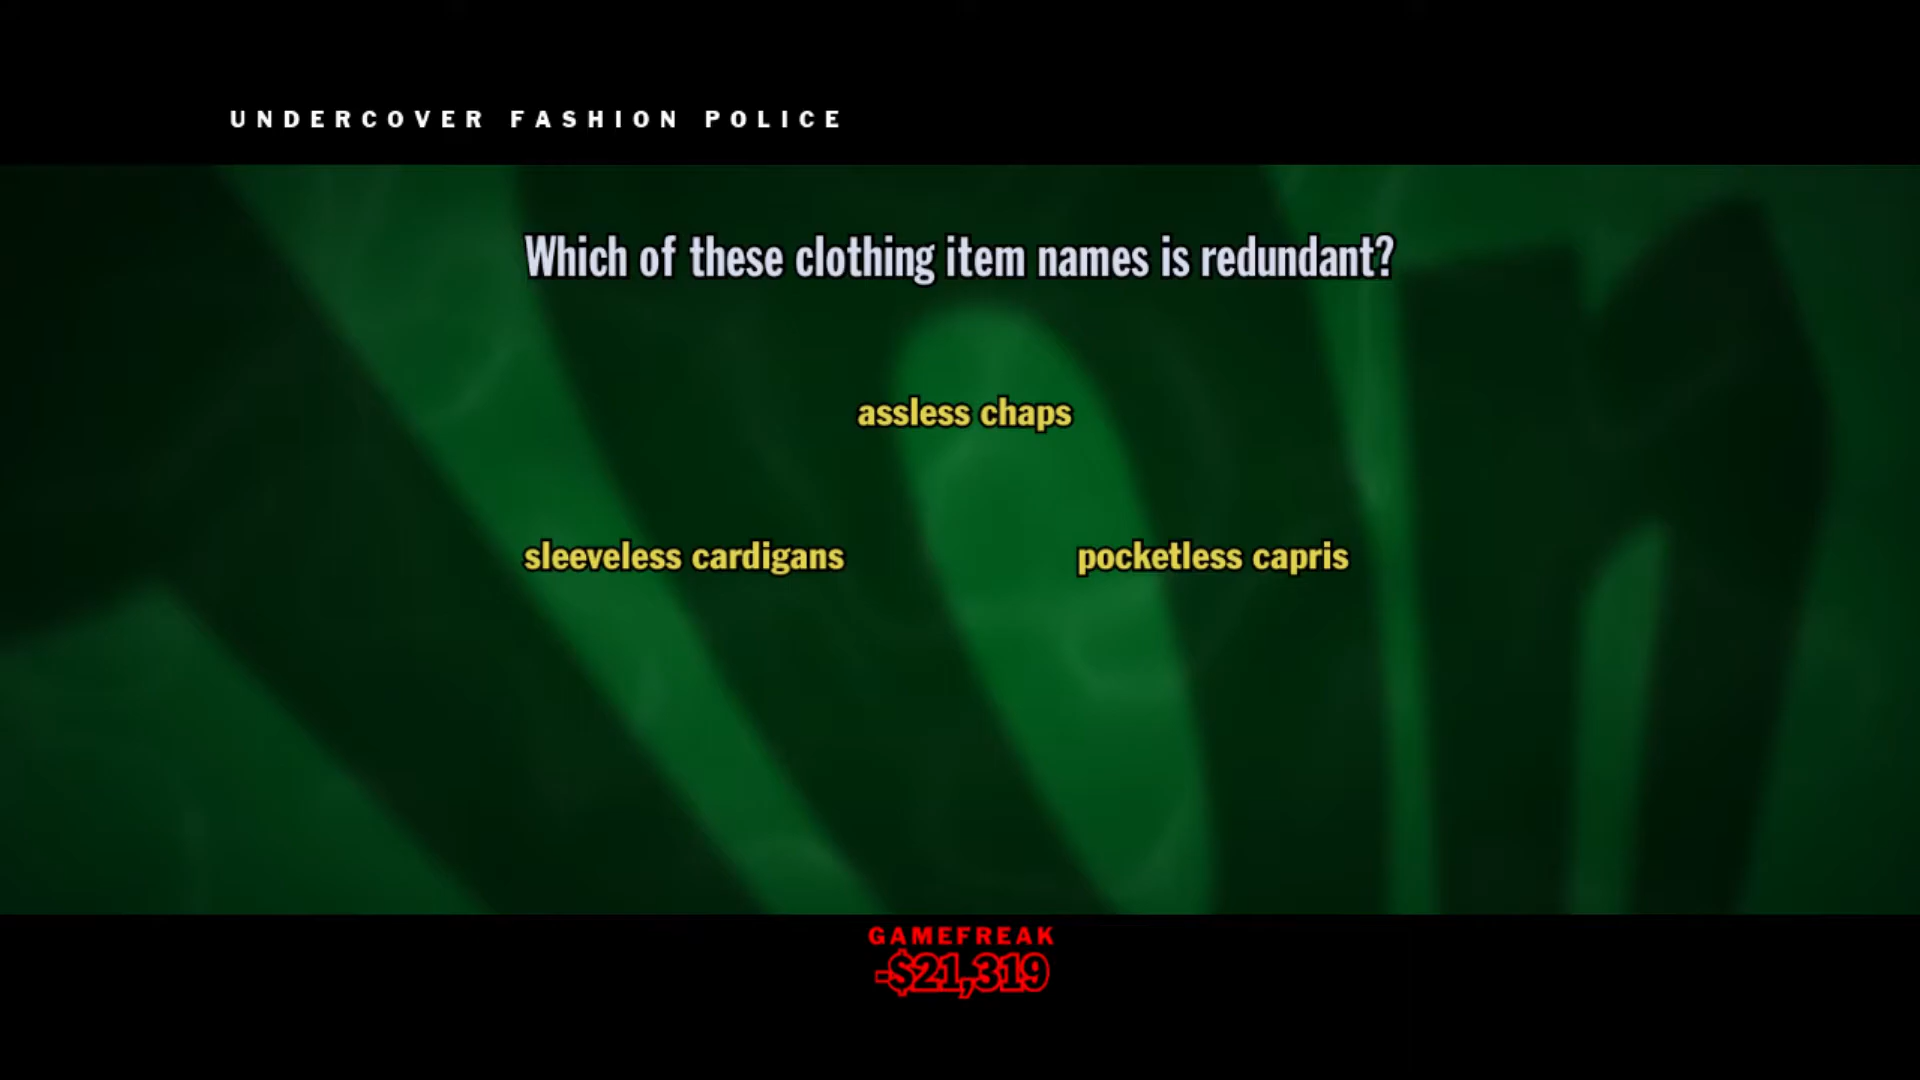 UNDERCOVER FASHION POLICE
Which of these clothing item names is redundant?
assless chaps
sleeveless cardigans
pocketless capris
GAMEFREAK
-$21,319